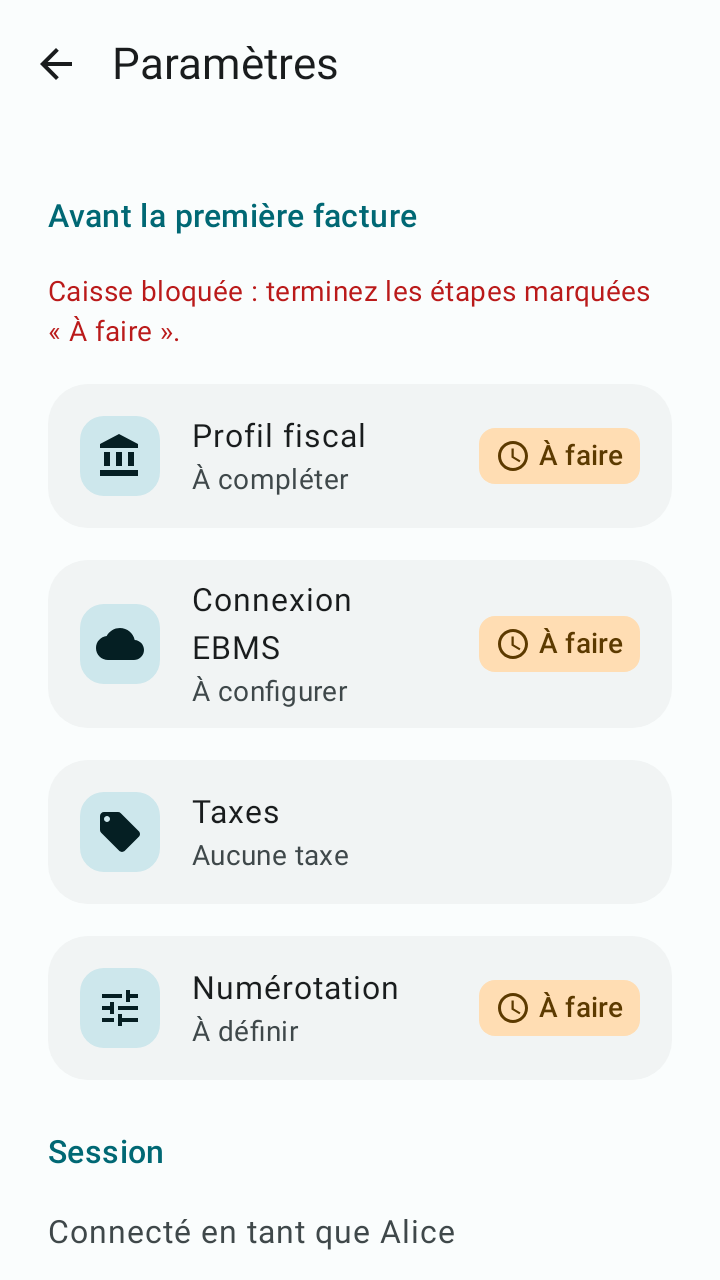 Paramètres
Avant la première facture
Caisse bloquée : terminez les étapes marquées
« À faire ».
Profil fiscal
À compléter
À faire
Connexion
EBMS
À configurer
À faire
Taxes
Aucune taxe
Numérotation
À définir
À faire
Session
Connecté en tant que Alice